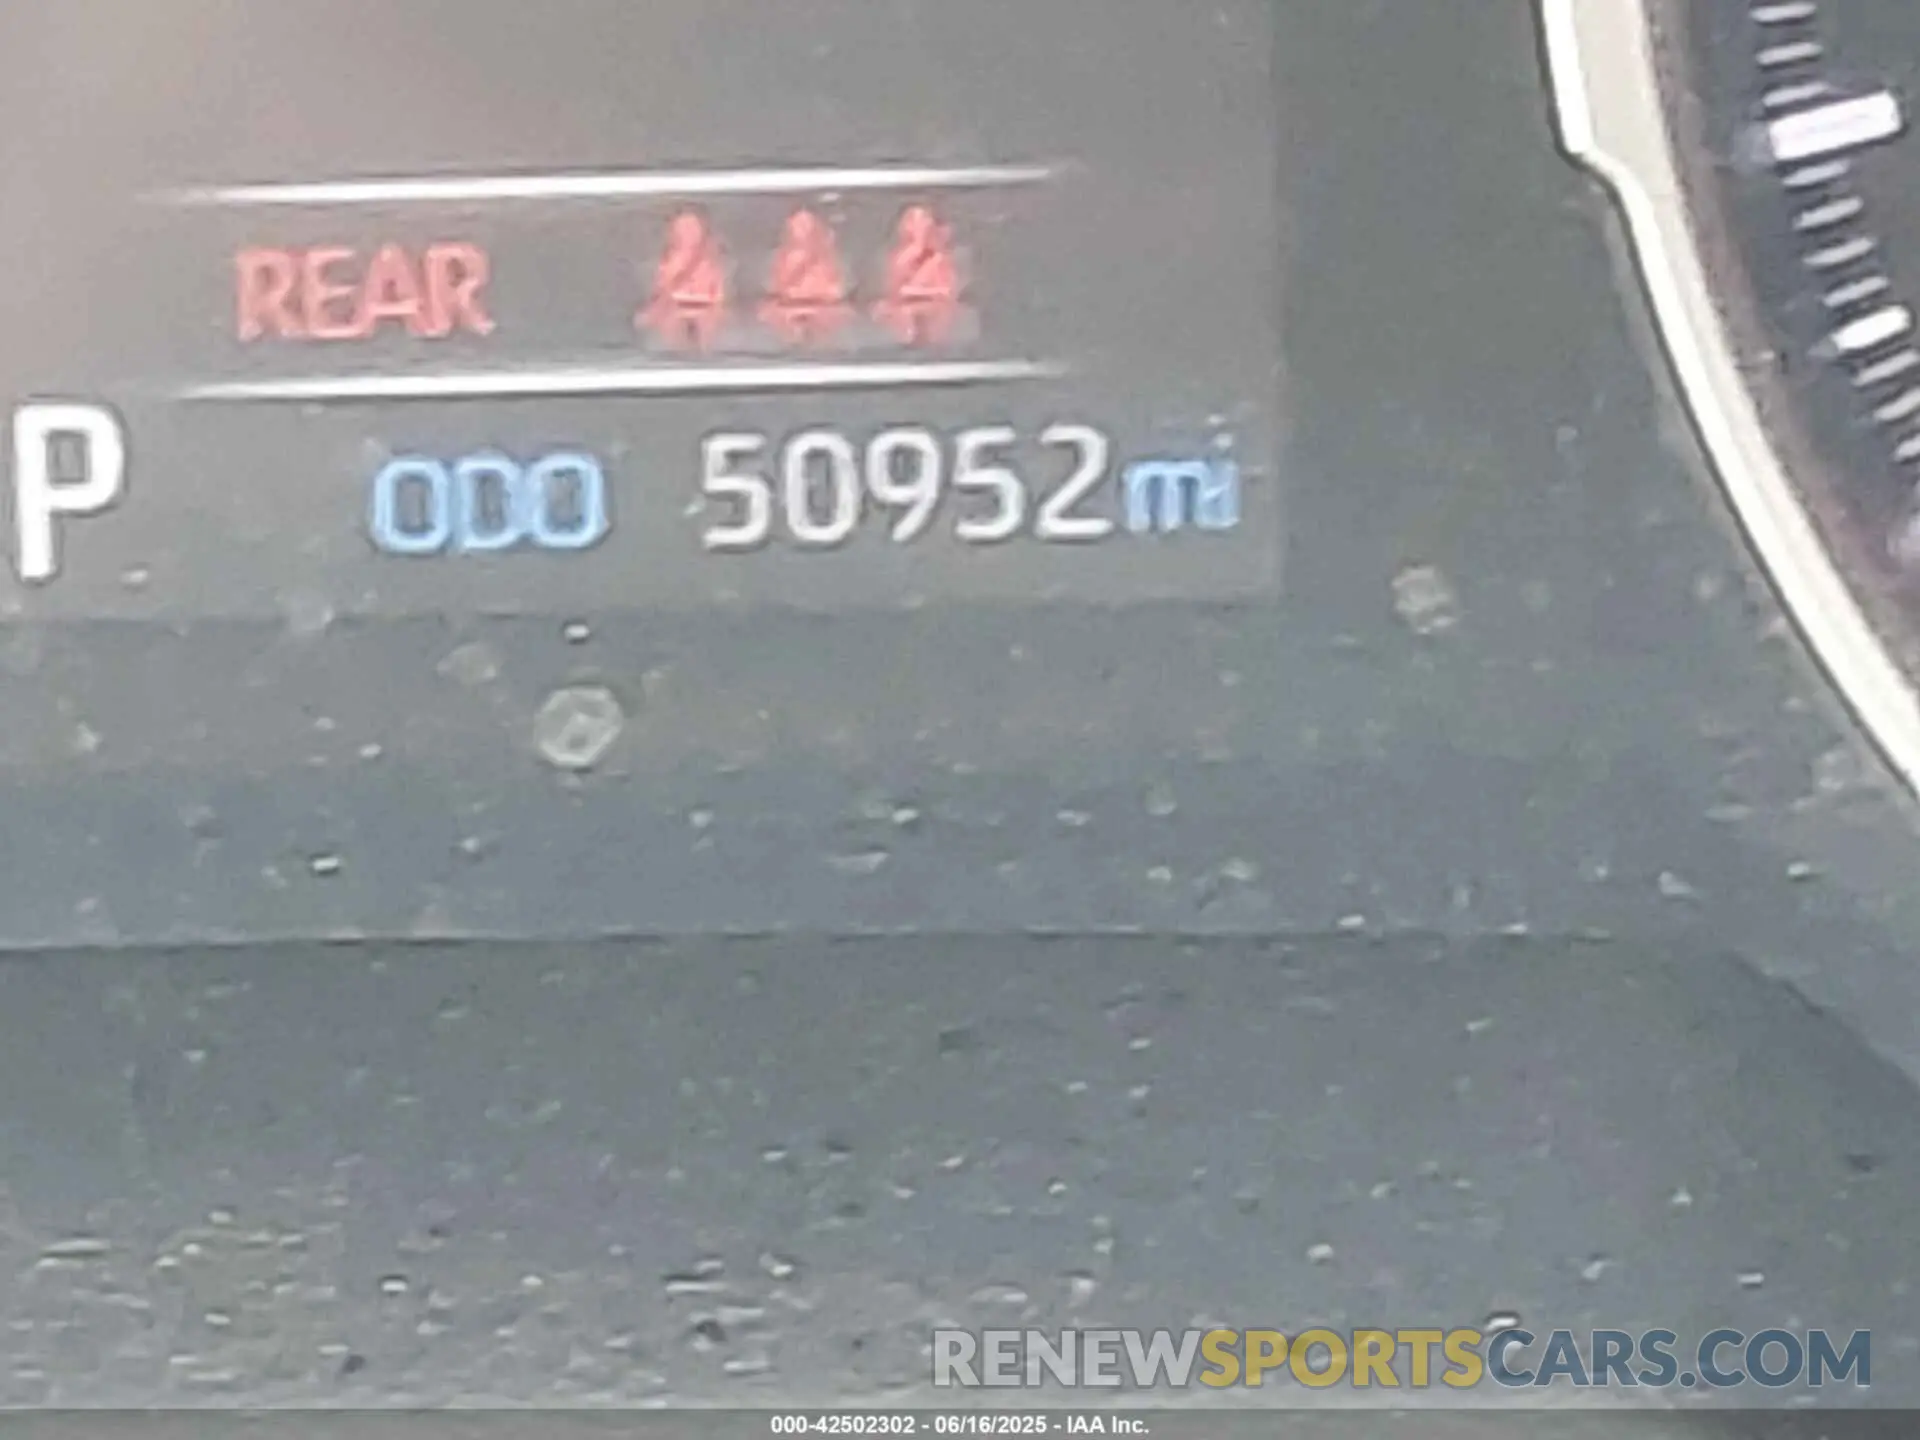 REAR
P ODO 50952mi
RENEWSPORTSCARS.COM
000-42502302 - 06/16/2025 - IAA Inc.